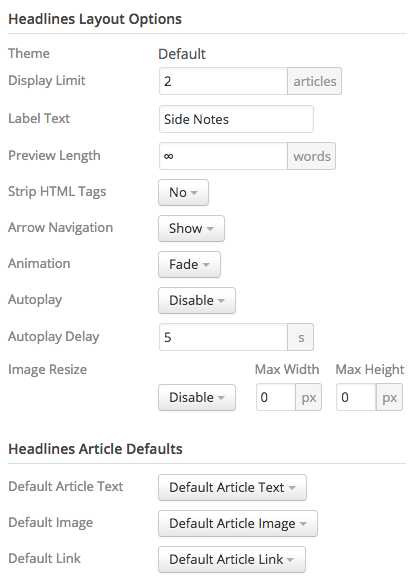 Headlines Layout Options
Theme Default
Display Limit 2 articles
Label Text Side Notes
Preview Length ∞ words
Strip HTML Tags No
Arrow Navigation Show
Animation Fade
Autoplay Disable
Autoplay Delay 5 s
Image Resize Max Width Max Height
Disable 0 px 0 px
Headlines Article Defaults
Default Article Text Default Article Text
Default Image Default Article Image
Default Link Default Article Link